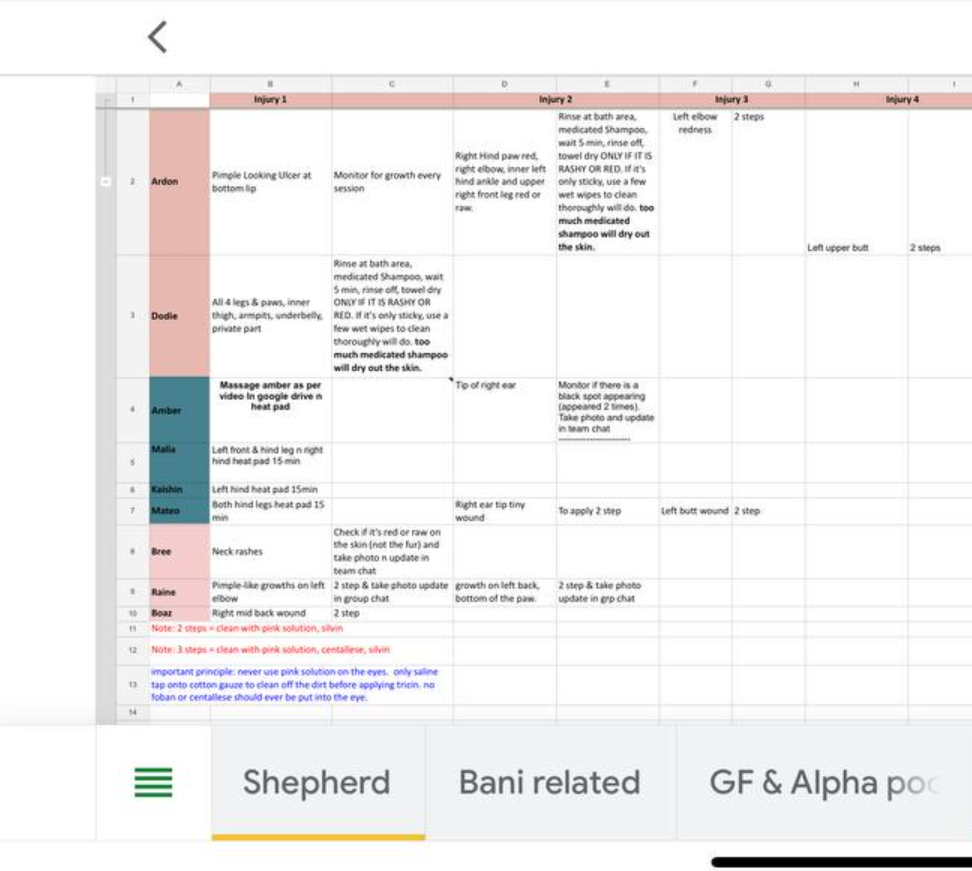 A B C D E F G H I
1 Injury 1 Injury 2 Injury 3 Injury 4
2 Ardon
Pimple Looking Ulcer at
bottom lip
Monitor for growth every
session
Right Hind paw red,
right elbow, inner left
hind ankle and upper
right front leg red or
raw.
Rinse at bath area,
medicated Shampoo,
wait 5 min, rinse off,
towel dry ONLY IF IT IS
RASHY OR RED. If it's
only sticky, use a few
wet wipes to clean
thoroughly will do. too
much medicated
shampoo will dry out
the skin.
Left elbow
redness
2 steps
Left upper butt
2 steps
3 Dodie
All 4 legs & paws, inner
thigh, armpits, underbelly,
private part
Rinse at bath area,
medicated Shampoo, wait
5 min, rinse off, towel dry
ONLY IF IT IS RASHY OR
RED. If it's only sticky, use a
few wet wipes to clean
thoroughly will do. too
much medicated shampoo
will dry out the skin.
4 Amber
Massage amber as per
video In google drive n
heat pad
Tip of right ear
Monitor if there is a
black spot appearing
(appeared 2 times).
Take photo and update
in team chat
----------------------
5 Malla
Left front & hind leg n right
hind heat pad 15 min
6 Kaishin
Left hind heat pad 15min
7 Mateo
Both hind legs heat pad 15
min
Right ear tip tiny
wound
To apply 2 step
Left butt wound
2 step
8 Bree
Neck rashes
Check if it's red or raw on
the skin (not the fur) and
take photo n update in
team chat
9 Raine
Pimple-like growths on left
elbow
2 step & take photo update
in group chat
growth on left back,
bottom of the paw.
2 step & take photo
update in grp chat
10 Boaz
Right mid back wound
2 step
11 Note: 2 steps = clean with pink solution, silvin
12 Note: 3 steps = clean with pink solution, centallese, silvin
13
important principle: never use pink solution on the eyes. only saline
tap onto cotton gauze to clean off the dirt before applying tricin. no
foban or centallese should ever be put into the eye.
14
Shepherd
Bani related
GF & Alpha poc